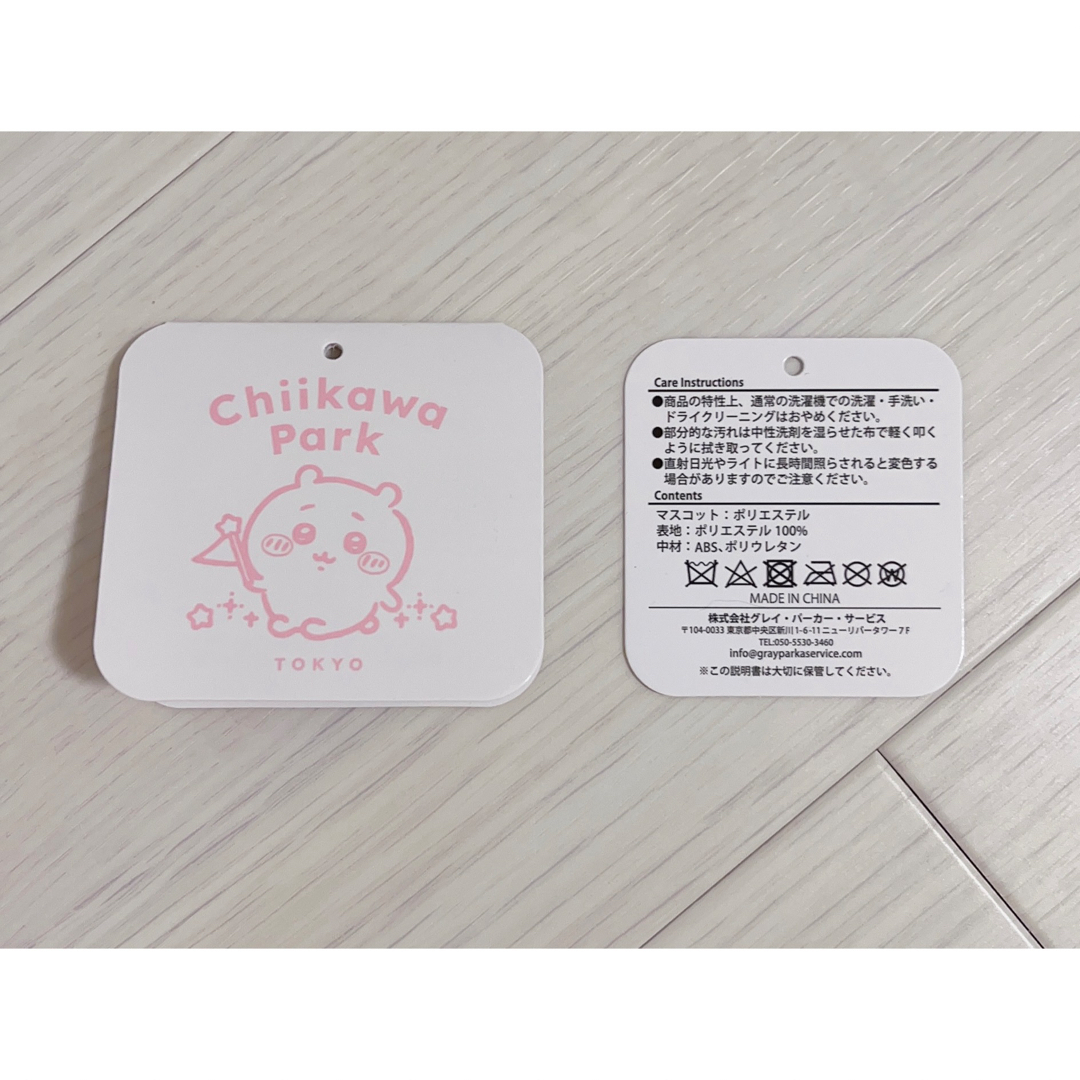 Chiikawa
Park
TOKYO
Care Instructions
●商品の特性上、通常の洗濯機での洗濯・手洗い・
ドライクリーニングはおやめください。
●部分的な汚れは中性洗剤を湿らせた布で軽く叩く
ように拭き取ってください。
●直射日光やライトに長時間照らされると変色する
場合がありますのでご注意ください。
Contents
マスコット：ポリエステル
表地：ポリエステル 100%
中材：ABS、ポリウレタン
MADE IN CHINA
株式会社グレイ・パーカー・サービス
〒104-0033 東京都中央区新川1-6-11ニューリバータワー7F
TEL:050-5530-3460
info@grayparkaservice.com
※この説明書は大切に保管してください。